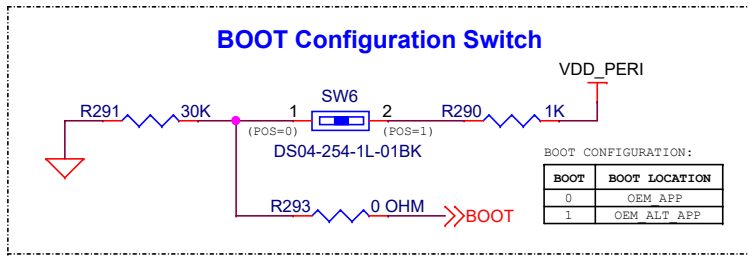 BOOT Configuration Switch
VDD_PERI
R291 30K 1 SW6 2 R290 1K
(POS=0) (POS=1)
DS04-254-1L-01BK
BOOT CONFIGURATION:
BOOT BOOT LOCATION
0 OEM_APP
1 OEM_ALT_APP
R293 0 OHM BOOT